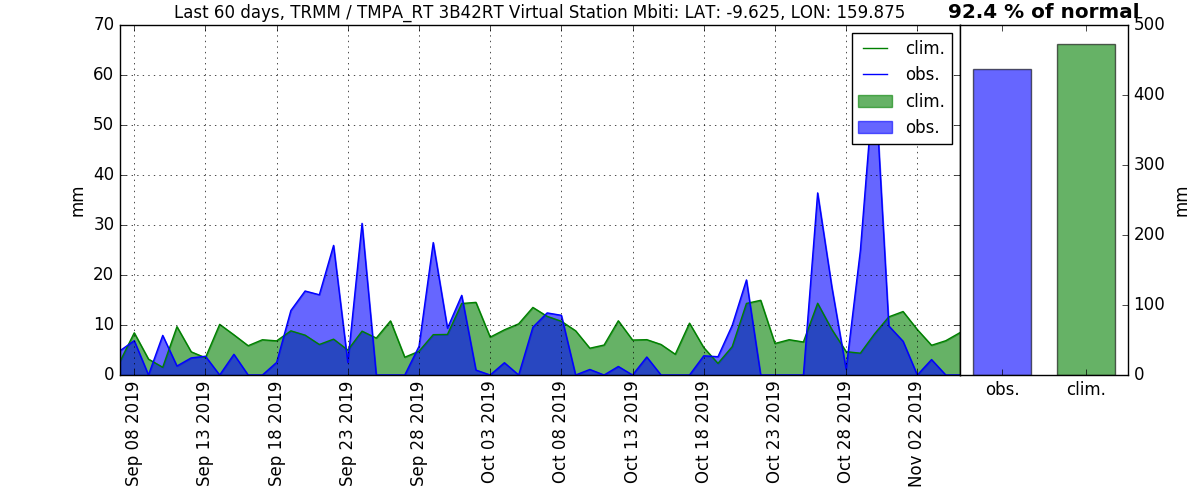 Last 60 days, TRMM / TMPA_RT 3B42RT Virtual Station Mbiti: LAT: -9.625, LON: 159.875
92.4 % of normal
70
60
50
40
30
20
10
0
mm
clim.
obs.
clim.
obs.
500
400
300
200
100
0
mm
obs.
clim.
Sep 08 2019
Sep 13 2019
Sep 18 2019
Sep 23 2019
Sep 28 2019
Oct 03 2019
Oct 08 2019
Oct 13 2019
Oct 18 2019
Oct 23 2019
Oct 28 2019
Nov 02 2019